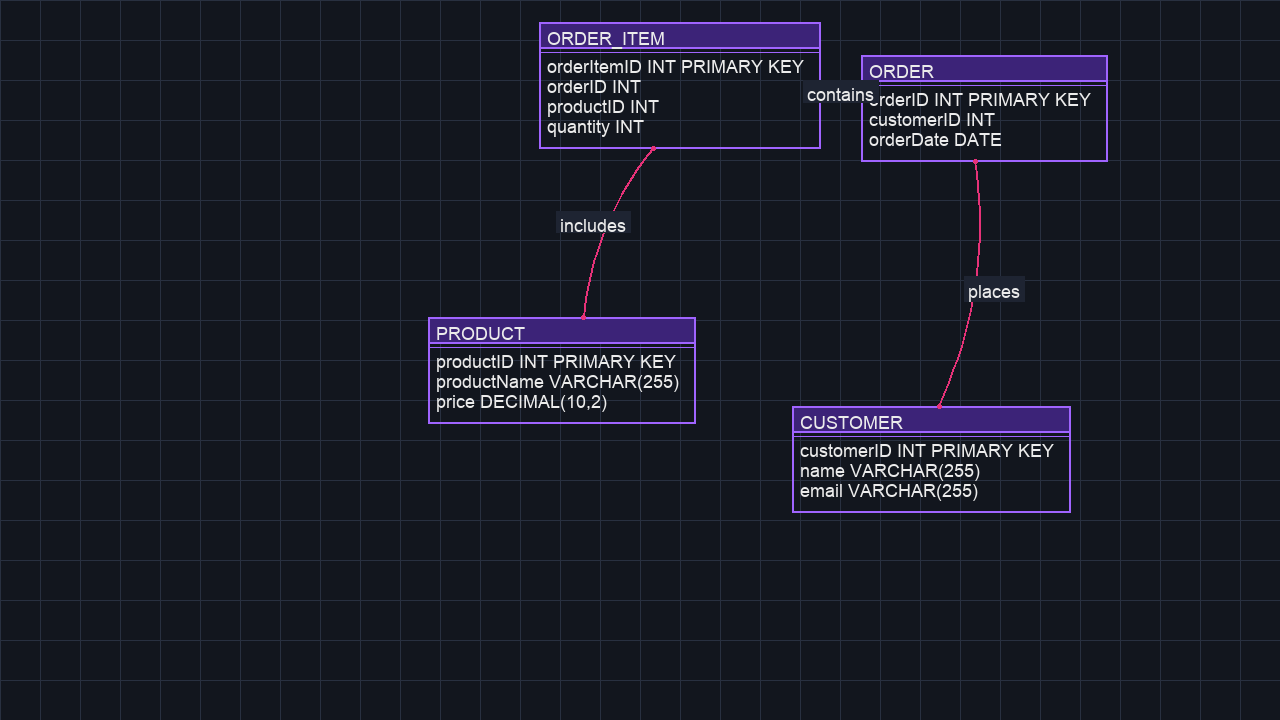 ORDER_ITEM
orderItemID INT PRIMARY KEY
orderID INT
productID INT
quantity INT
contains
ORDER
orderID INT PRIMARY KEY
customerID INT
orderDate DATE
includes
places
PRODUCT
productID INT PRIMARY KEY
productName VARCHAR(255)
price DECIMAL(10,2)
CUSTOMER
customerID INT PRIMARY KEY
name VARCHAR(255)
email VARCHAR(255)